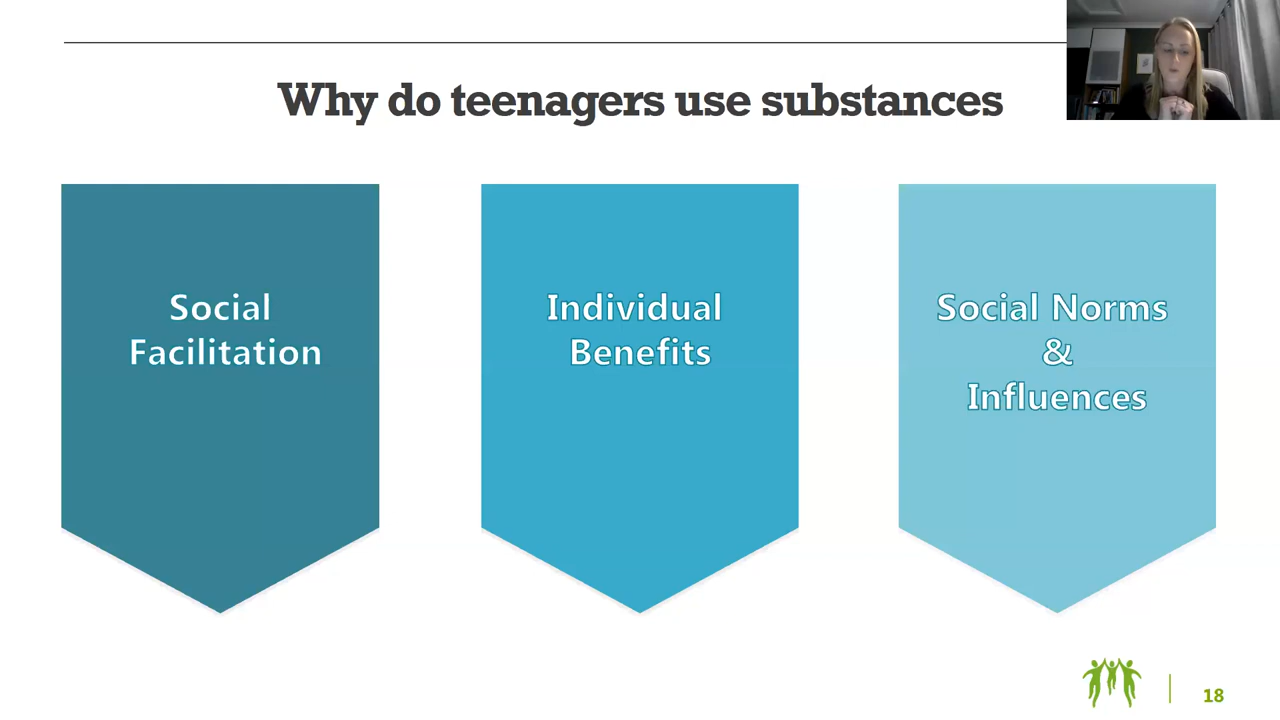 Why do teenagers use substances
Social
Facilitation
Individual
Benefits
Social Norms
&
Influences
18